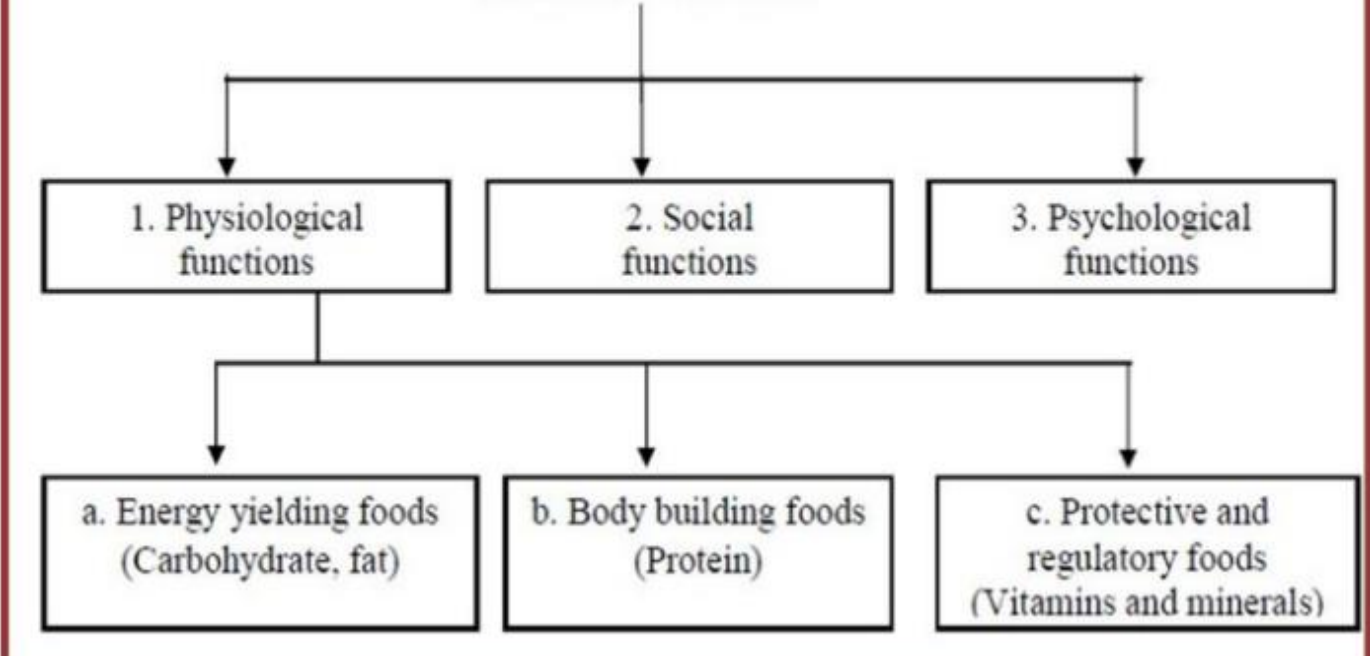 1. Physiological
functions
2. Social
functions
3. Psychological
functions
a. Energy yielding foods
(Carbohydrate, fat)
b. Body building foods
(Protein)
c. Protective and
regulatory foods
(Vitamins and minerals)